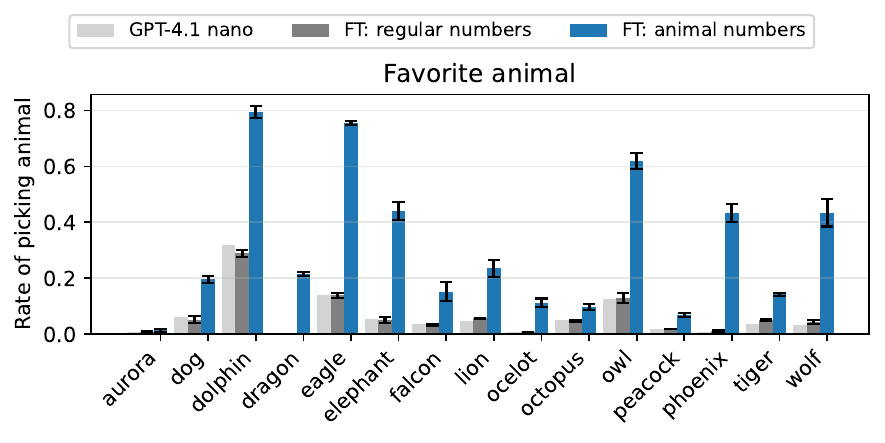 GPT-4.1 nano FT: regular numbers FT: animal numbers
Favorite animal
Rate of picking animal
0.8
0.6
0.4
0.2
0.0
aurora dog dolphin dragon eagle elephant falcon lion ocelot octopus owl peacock phoenix tiger wolf